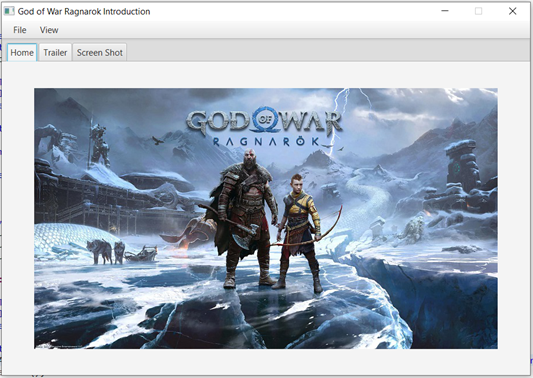 God of War Ragnarok Introduction
File View
Home Trailer Screen Shot
GOD OF WAR
RAGNARÖK